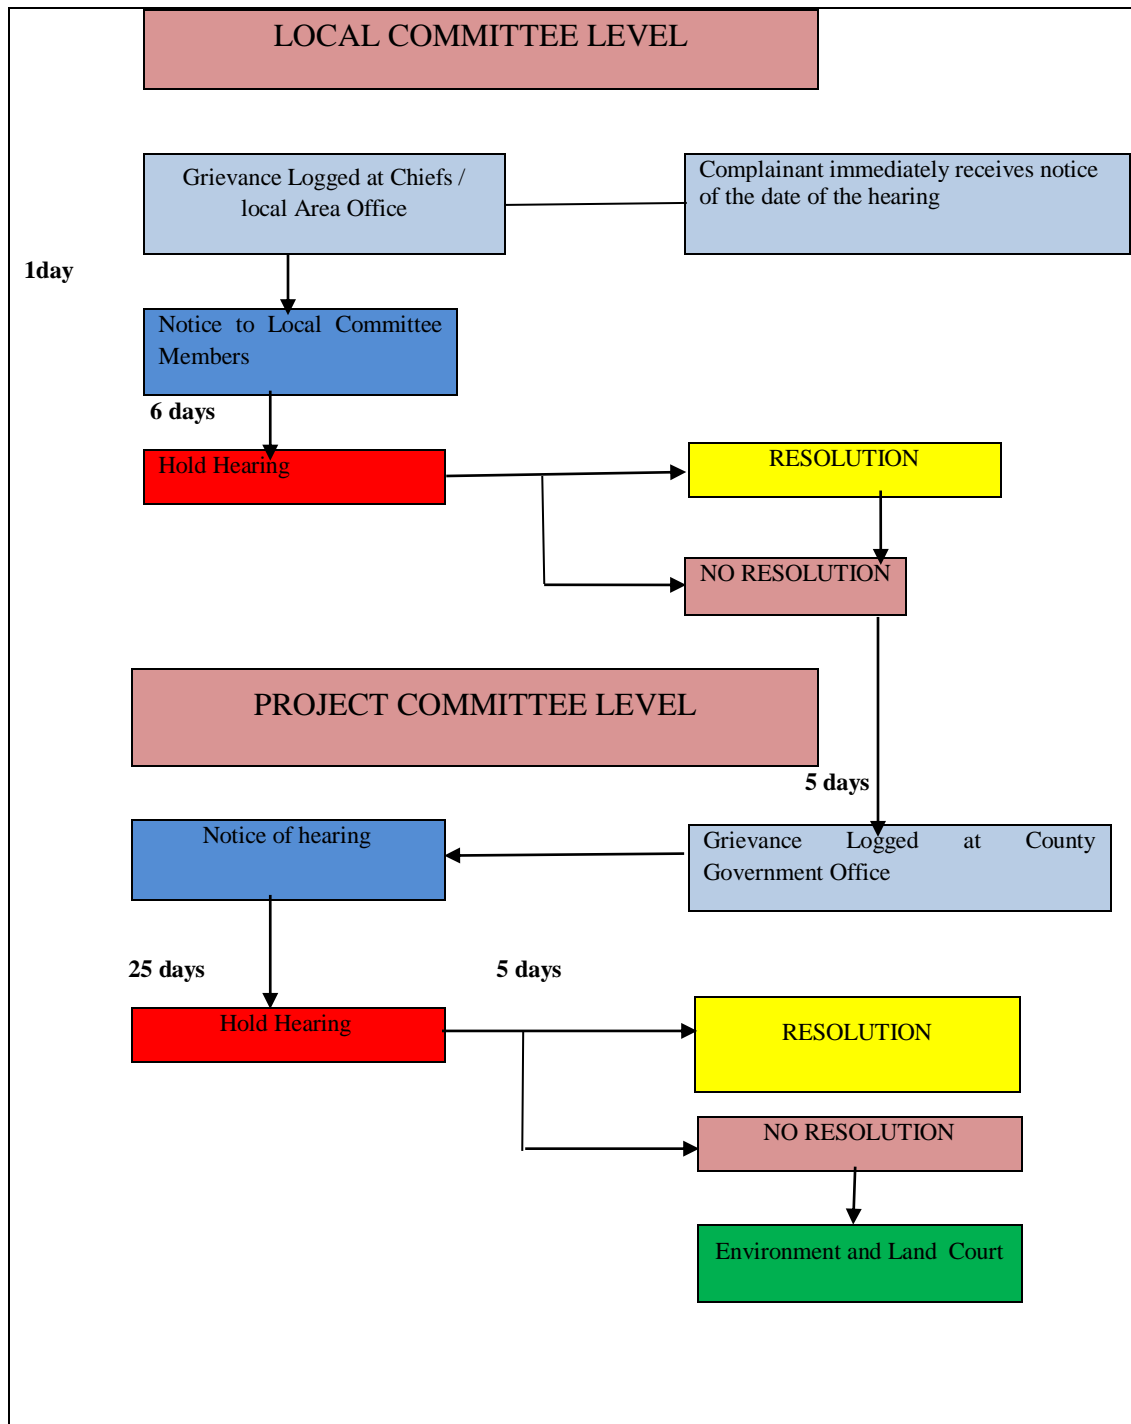 LOCAL COMMITTEE LEVEL
Grievance Logged at Chiefs /
local Area Office
Complainant immediately receives notice
of the date of the hearing
1day
Notice to Local Committee
Members
6 days
Hold Hearing
RESOLUTION
NO RESOLUTION
PROJECT COMMITTEE LEVEL
5 days
Notice of hearing
Grievance Logged at County
Government Office
25 days
5 days
Hold Hearing
RESOLUTION
NO RESOLUTION
Environment and Land Court